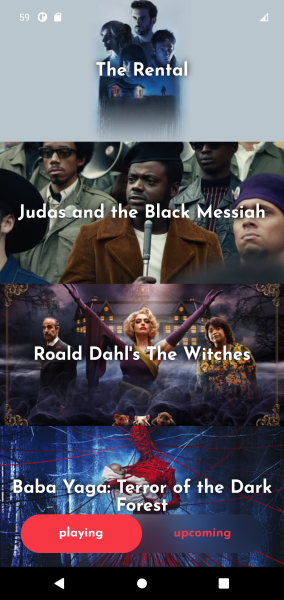 59
The Rental
Judas and the Black Messiah
Roald Dahl's The Witches
Baba Yaga: Terror of the Dark
Forest
playing
upcoming